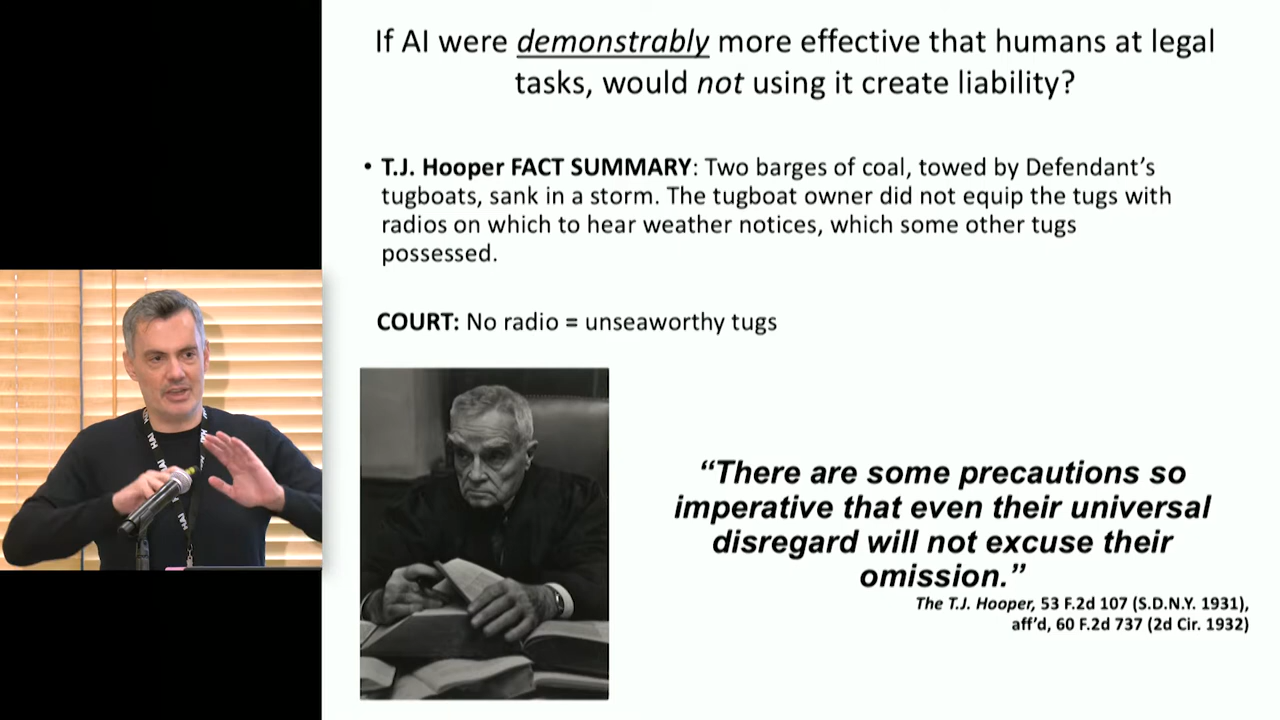 If AI were demonstrably more effective that humans at legal
tasks, would not using it create liability?
• T.J. Hooper FACT SUMMARY: Two barges of coal, towed by Defendant's
tugboats, sank in a storm. The tugboat owner did not equip the tugs with
radios on which to hear weather notices, which some other tugs
possessed.
COURT: No radio = unseaworthy tugs
“There are some precautions so
imperative that even their universal
disregard will not excuse their
omission.”
The T.J. Hooper, 53 F.2d 107 (S.D.N.Y. 1931),
aff'd, 60 F.2d 737 (2d Cir. 1932)
HAI
HAI
HAI